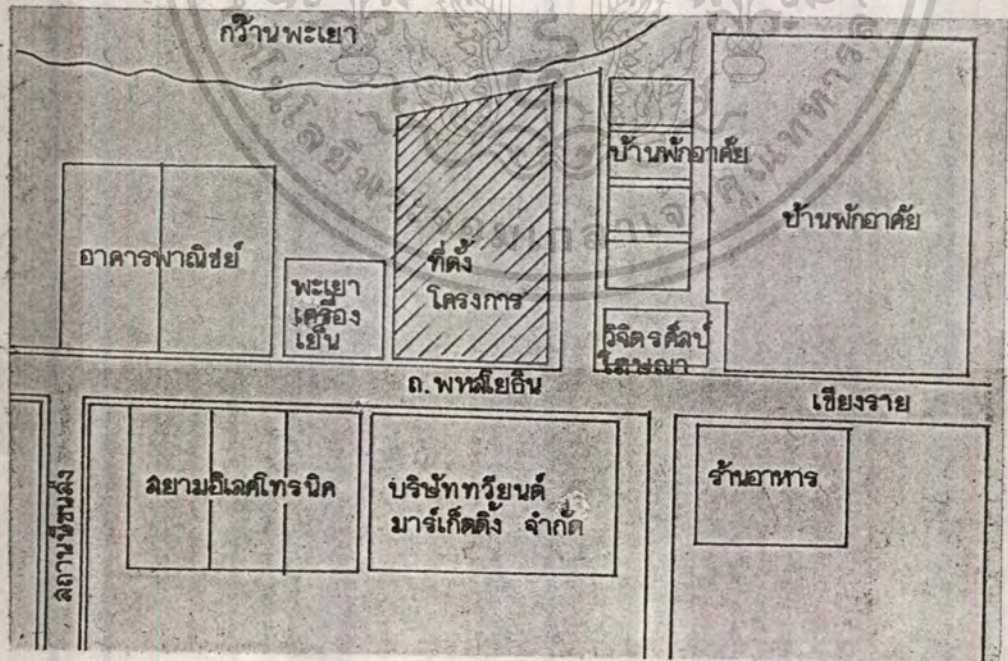 กว๊านพะเยา
บ้านพักอาศัย
บ้านพักอาศัย
อาคารพาณิชย์
พะเยา
เครื่อง
เย็น
ที่ตั้ง
โครงการ
วิจิตรศิลป์
โฆษณา
ถ.พหลโยธิน
เชียงราย
สถานนีขนส่ง
สยามอิเลคโทรนิค
บริษัททวียนต์
มาร์เก็ตติ้ง จำกัด
ร้านอาหาร